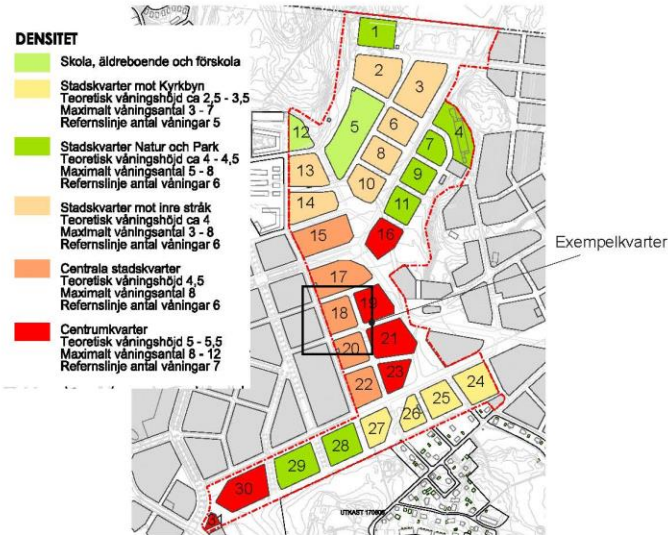 DENSITET
Skola, äldreboende och förskola
Stadskvarter mot Kyrkbyn
Teoretisk våningshöjd ca 2,5 - 3,5
Maximalt våningsantal 3 - 7
Refernslinje antal våningar 5
Stadskvarter Natur och Park
Teoretisk våningshöjd ca 4 - 4,5
Maximalt våningsantal 5 - 8
Refernslinje antal våningar 6
Stadskvarter mot inre stråk
Teoretisk våningshöjd ca 4
Maximalt våningsantal 3 - 8
Refernslinje antal våningar 6
Centrala stadskvarter
Teoretisk våningshöjd 4,5
Maximalt våningsantal 8
Refernslinje antal våningar 6
Centrumkvarter
Teoretisk våningshöjd 5 - 5,5
Maximalt våningsantal 8 - 12
Refernslinje antal våningar 7
1
2
3
5
6
4
12
7
8
13
9
10
14
11
15
16
Exempelkvarter
17
18
19
20
21
22
23
24
25
26
27
28
29
30
UTKAST